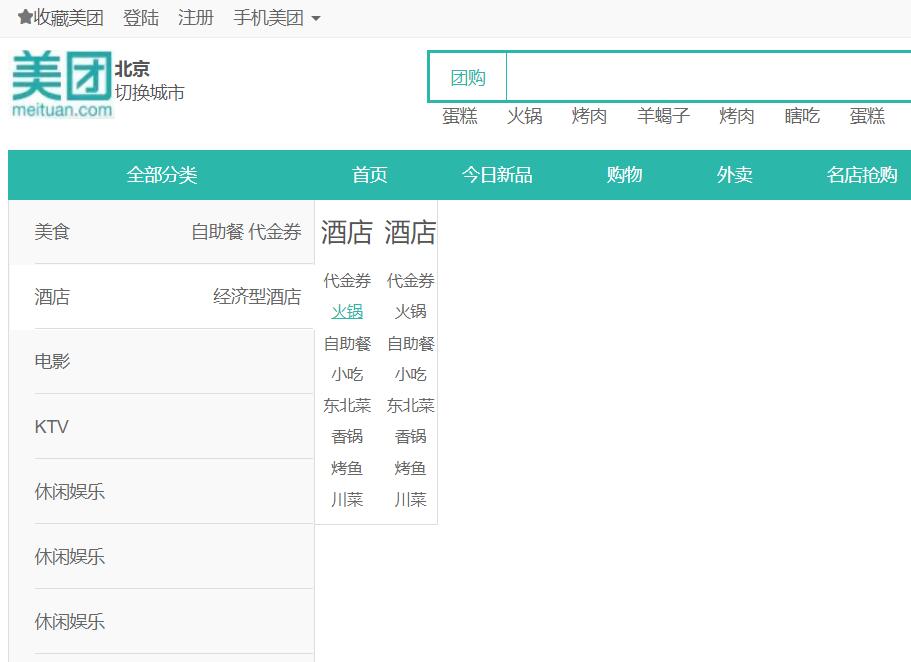 收藏美团 登陆 注册 手机美团
美团 北京
meituan.com 切换城市
团购
蛋糕 火锅 烤肉 羊蝎子 烤肉 瞎吃 蛋糕
全部分类 首页 今日新品 购物 外卖 名店抢购
美食 自助餐 代金券
酒店 经济型酒店
电影
KTV
休闲娱乐
休闲娱乐
休闲娱乐
酒店 酒店
代金券 代金券
火锅 火锅
自助餐 自助餐
小吃 小吃
东北菜 东北菜
香锅 香锅
烤鱼 烤鱼
川菜 川菜